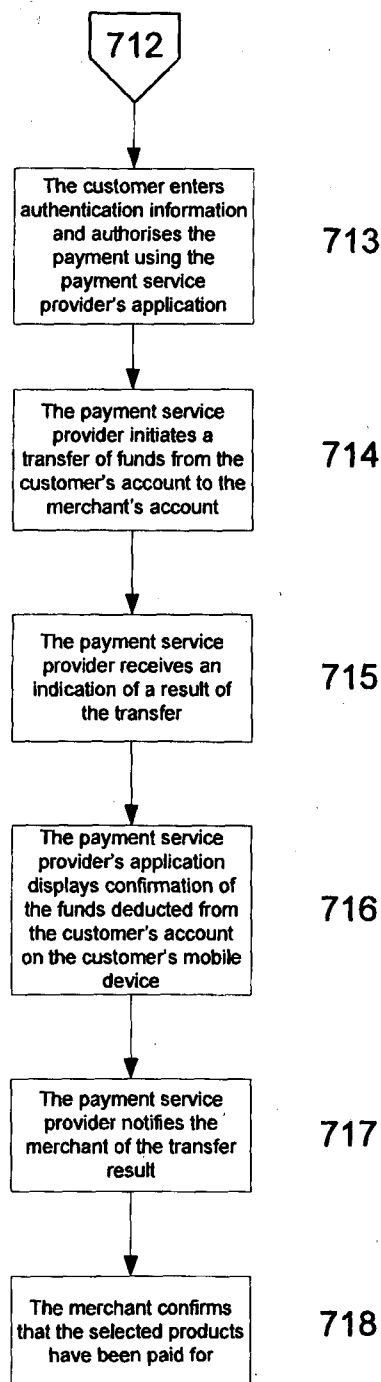 712
The customer enters
authentication information
and authorises the
payment using the
payment service
provider's application
713
The payment service
provider initiates a
transfer of funds from the
customer's account to the
merchant's account
714
The payment service
provider receives an
indication of a result of
the transfer
715
The payment service
provider's application
displays confirmation of
the funds deducted from
the customer's account
on the customer's mobile
device
716
The payment service
provider notifies the
merchant of the transfer
result
717
The merchant confirms
that the selected products
have been paid for
718